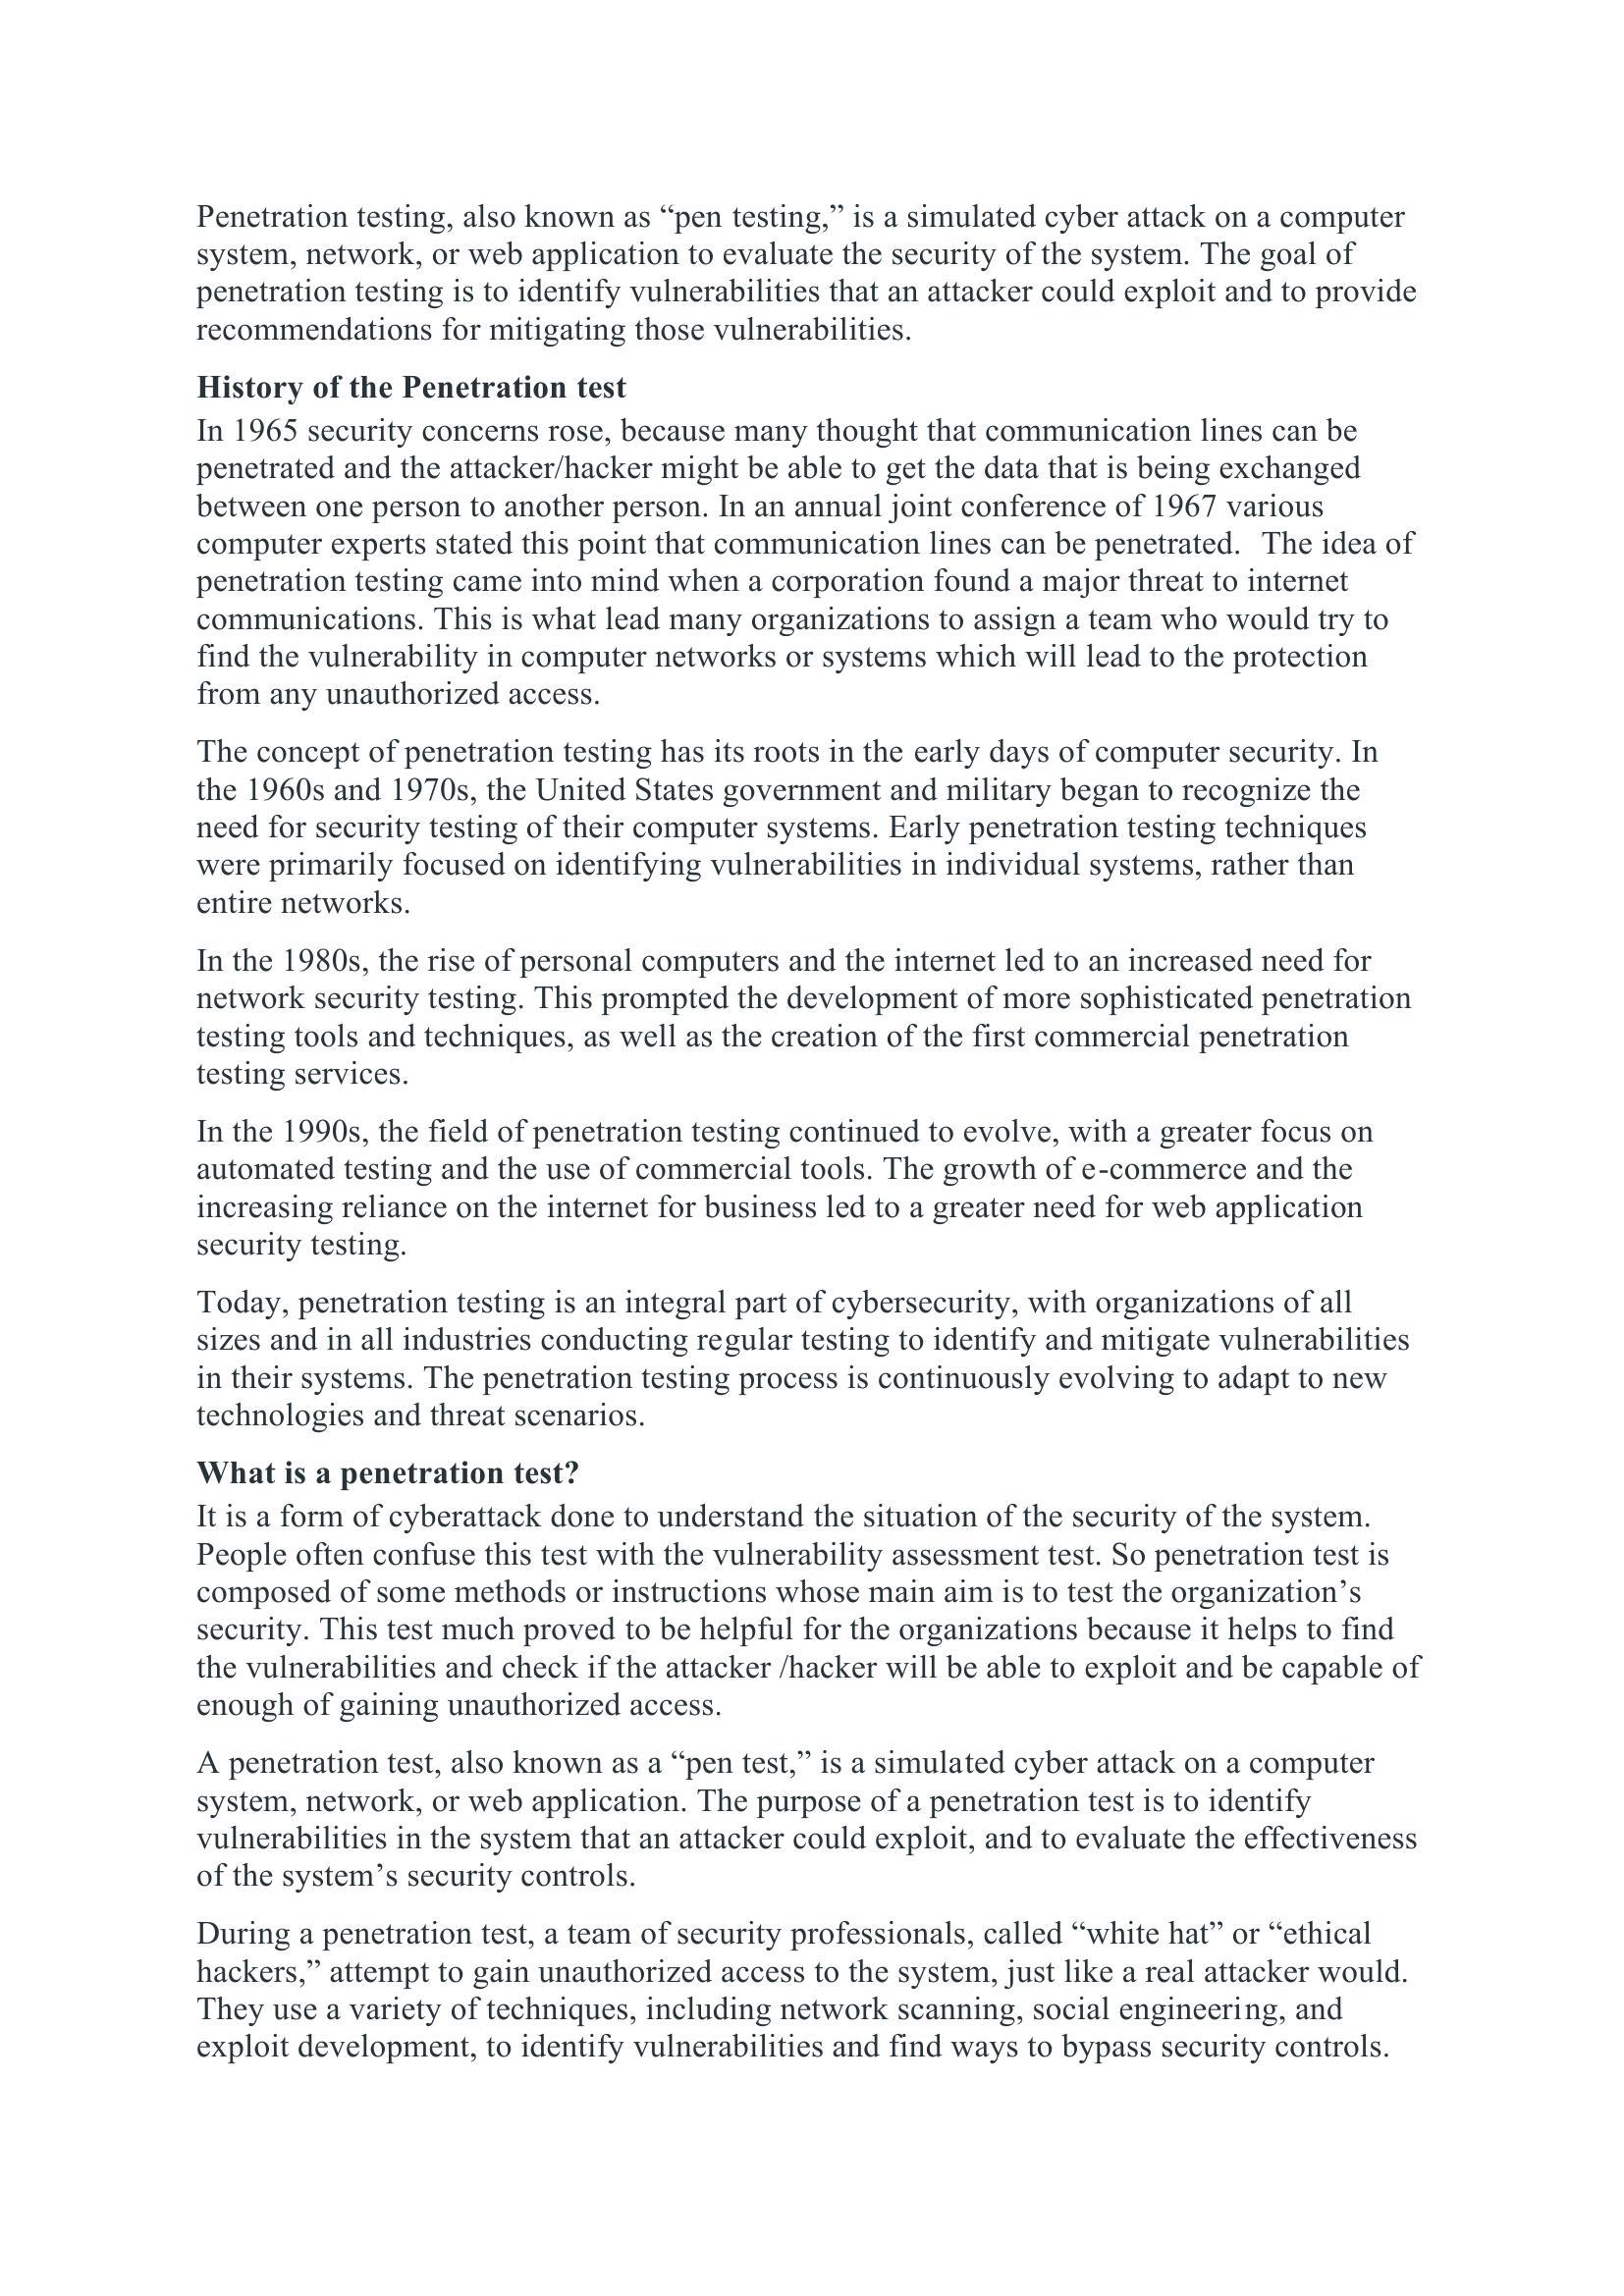 Penetration testing, also known as “pen testing,” is a simulated cyber attack on a computer
system, network, or web application to evaluate the security of the system. The goal of
penetration testing is to identify vulnerabilities that an attacker could exploit and to provide
recommendations for mitigating those vulnerabilities.
History of the Penetration test
In 1965 security concerns rose, because many thought that communication lines can be
penetrated and the attacker/hacker might be able to get the data that is being exchanged
between one person to another person. In an annual joint conference of 1967 various
computer experts stated this point that communication lines can be penetrated.  The idea of
penetration testing came into mind when a corporation found a major threat to internet
communications. This is what lead many organizations to assign a team who would try to
find the vulnerability in computer networks or systems which will lead to the protection
from any unauthorized access.
The concept of penetration testing has its roots in the early days of computer security. In
the 1960s and 1970s, the United States government and military began to recognize the
need for security testing of their computer systems. Early penetration testing techniques
were primarily focused on identifying vulnerabilities in individual systems, rather than
entire networks.
In the 1980s, the rise of personal computers and the internet led to an increased need for
network security testing. This prompted the development of more sophisticated penetration
testing tools and techniques, as well as the creation of the first commercial penetration
testing services.
In the 1990s, the field of penetration testing continued to evolve, with a greater focus on
automated testing and the use of commercial tools. The growth of e-commerce and the
increasing reliance on the internet for business led to a greater need for web application
security testing.
Today, penetration testing is an integral part of cybersecurity, with organizations of all
sizes and in all industries conducting regular testing to identify and mitigate vulnerabilities
in their systems. The penetration testing process is continuously evolving to adapt to new
technologies and threat scenarios.
What is a penetration test?
It is a form of cyberattack done to understand the situation of the security of the system.
People often confuse this test with the vulnerability assessment test. So penetration test is
composed of some methods or instructions whose main aim is to test the organization’s
security. This test much proved to be helpful for the organizations because it helps to find
the vulnerabilities and check if the attacker /hacker will be able to exploit and be capable of
enough of gaining unauthorized access.
A penetration test, also known as a “pen test,” is a simulated cyber attack on a computer
system, network, or web application. The purpose of a penetration test is to identify
vulnerabilities in the system that an attacker could exploit, and to evaluate the effectiveness
of the system’s security controls.
During a penetration test, a team of security professionals, called “white hat” or “ethical
hackers,” attempt to gain unauthorized access to the system, just like a real attacker would.
They use a variety of techniques, including network scanning, social engineering, and
exploit development, to identify vulnerabilities and find ways to bypass security controls.